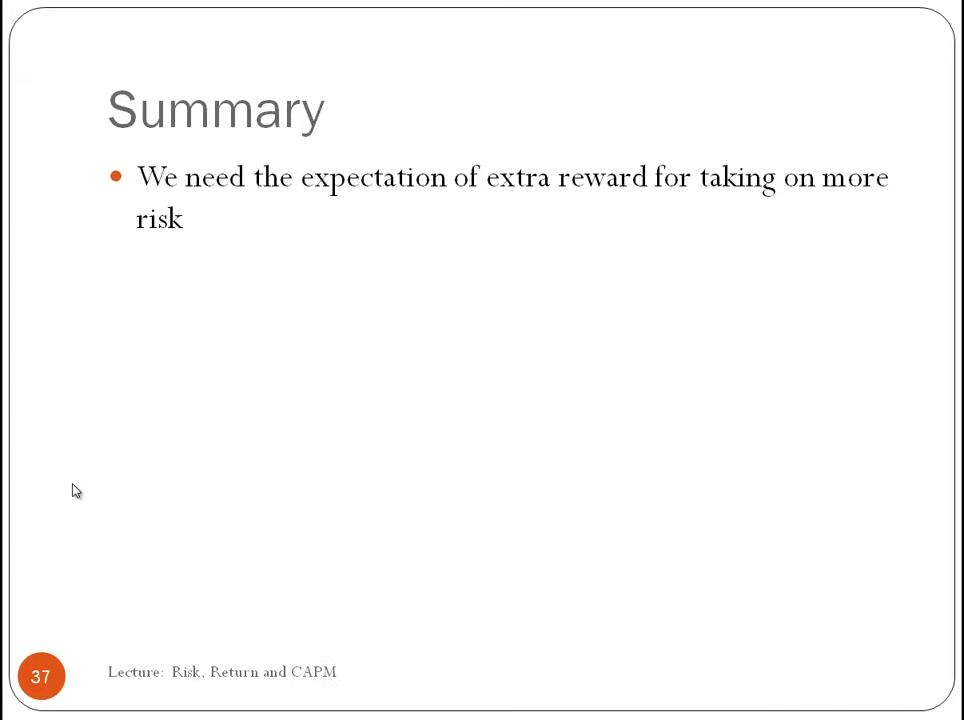 Summary
• We need the expectation of extra reward for taking on more
risk
37
Lecture: Risk, Return and CAPM